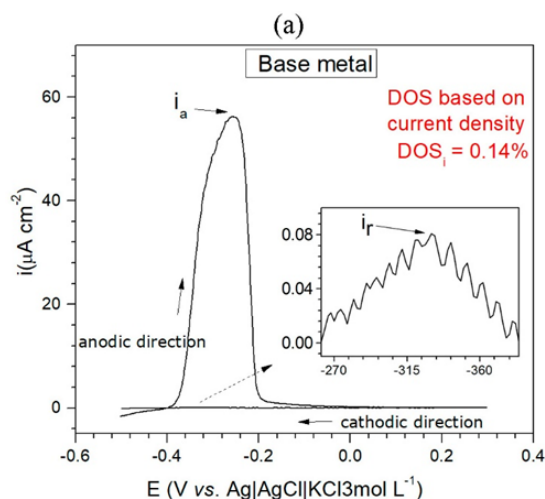 (a)
Base metal
i_a
DOS based on
current density
DOS_i = 0.14%
60
40
20
0
i(μA cm⁻²)
anodic direction
cathodic direction
i_r
0.08
0.04
0.00
-270 -315 -360
-0.6 -0.4 -0.2 0.0 0.2 0.4
E (V vs. Ag|AgCl|KCl3mol L⁻¹)